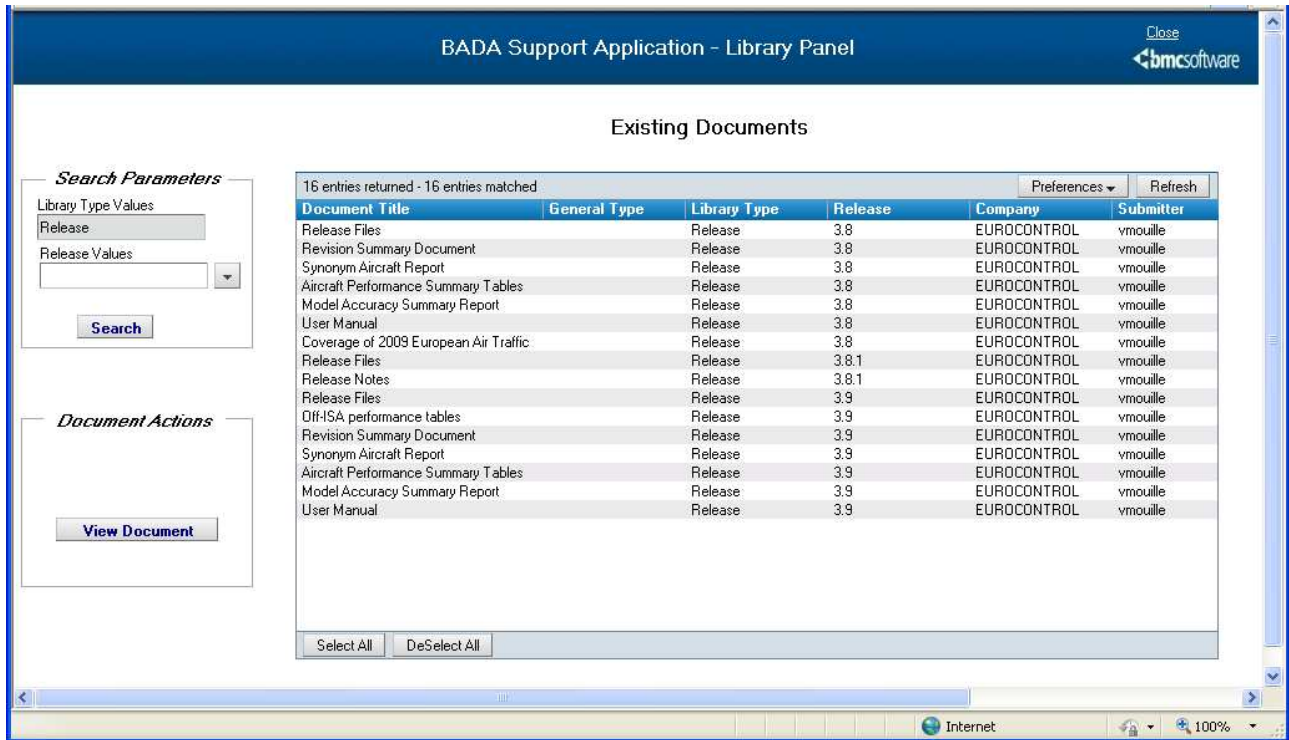 BADA Support Application - Library Panel
Close
bmcsoftware
Existing Documents
Search Parameters
Library Type Values
Release
Release Values
Search
Document Actions
View Document
16 entries returned - 16 entries matched Preferences Refresh
Document Title General Type Library Type Release Company Submitter
Release Files Release 3.8 EUROCONTROL vmouille
Revision Summary Document Release 3.8 EUROCONTROL vmouille
Synonym Aircraft Report Release 3.8 EUROCONTROL vmouille
Aircraft Performance Summary Tables Release 3.8 EUROCONTROL vmouille
Model Accuracy Summary Report Release 3.8 EUROCONTROL vmouille
User Manual Release 3.8 EUROCONTROL vmouille
Coverage of 2009 European Air Traffic Release 3.8 EUROCONTROL vmouille
Release Files Release 3.8.1 EUROCONTROL vmouille
Release Notes Release 3.8.1 EUROCONTROL vmouille
Release Files Release 3.9 EUROCONTROL vmouille
Off-ISA performance tables Release 3.9 EUROCONTROL vmouille
Revision Summary Document Release 3.9 EUROCONTROL vmouille
Synonym Aircraft Report Release 3.9 EUROCONTROL vmouille
Aircraft Performance Summary Tables Release 3.9 EUROCONTROL vmouille
Model Accuracy Summary Report Release 3.9 EUROCONTROL vmouille
User Manual Release 3.9 EUROCONTROL vmouille
Select All DeSelect All
Internet 100%